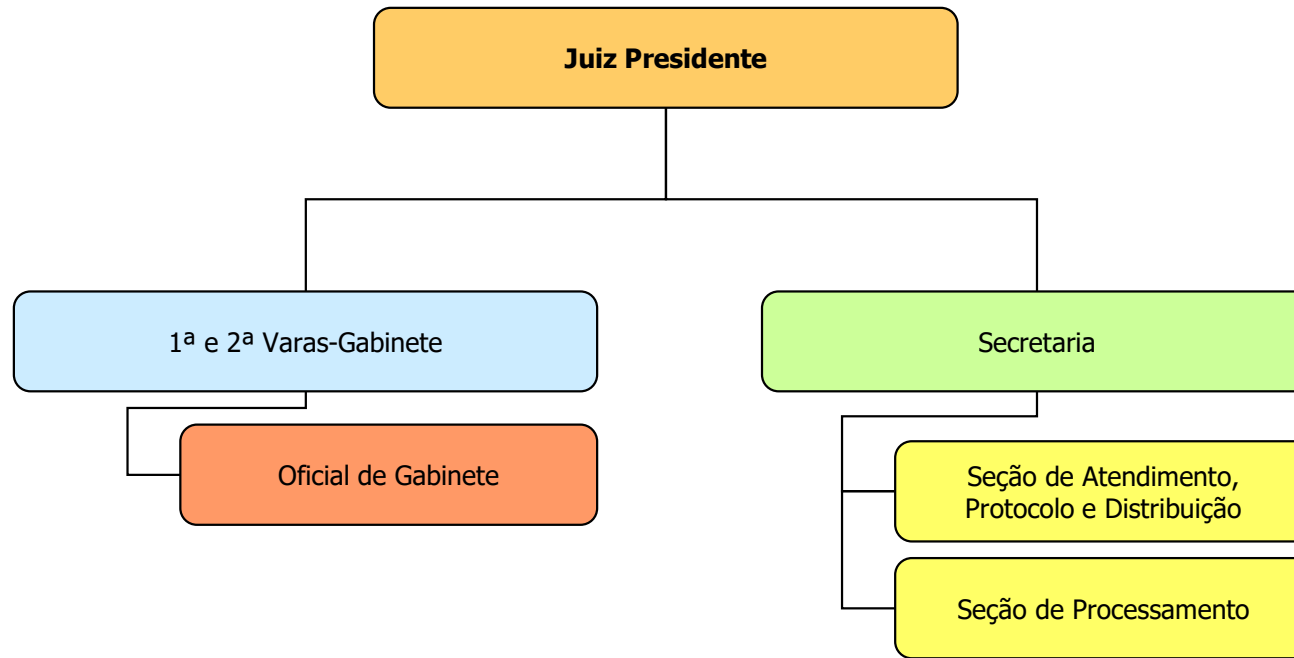 Juiz Presidente
1ª e 2ª Varas-Gabinete
Secretaria
Oficial de Gabinete
Seção de Atendimento,
Protocolo e Distribuição
Seção de Processamento